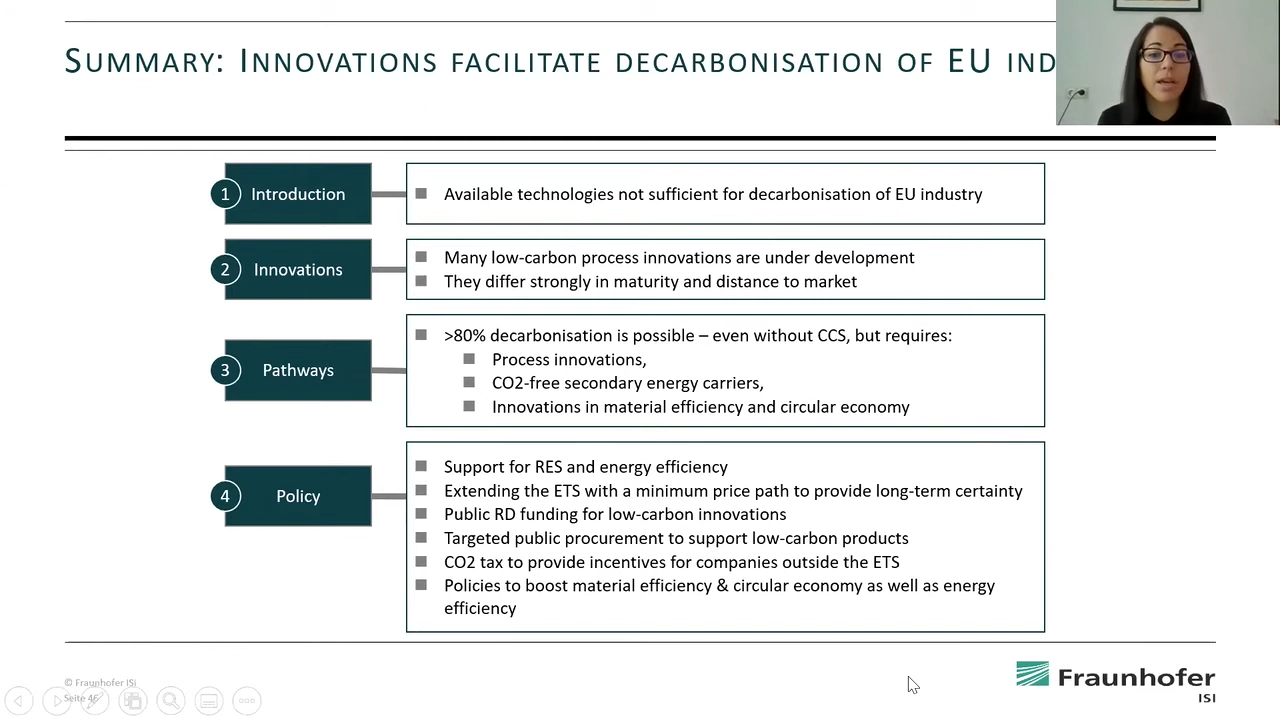 SUMMARY: INNOVATIONS FACILITATE DECARBONISATION OF EU IND
1 Introduction
Available technologies not sufficient for decarbonisation of EU industry
2 Innovations
Many low-carbon process innovations are under development
They differ strongly in maturity and distance to market
3 Pathways
>80% decarbonisation is possible – even without CCS, but requires:
Process innovations,
CO2-free secondary energy carriers,
Innovations in material efficiency and circular economy
4 Policy
Support for RES and energy efficiency
Extending the ETS with a minimum price path to provide long-term certainty
Public RD funding for low-carbon innovations
Targeted public procurement to support low-carbon products
CO2 tax to provide incentives for companies outside the ETS
Policies to boost material efficiency & circular economy as well as energy
efficiency
© Fraunhofer ISI
Seite 46
Fraunhofer
ISI